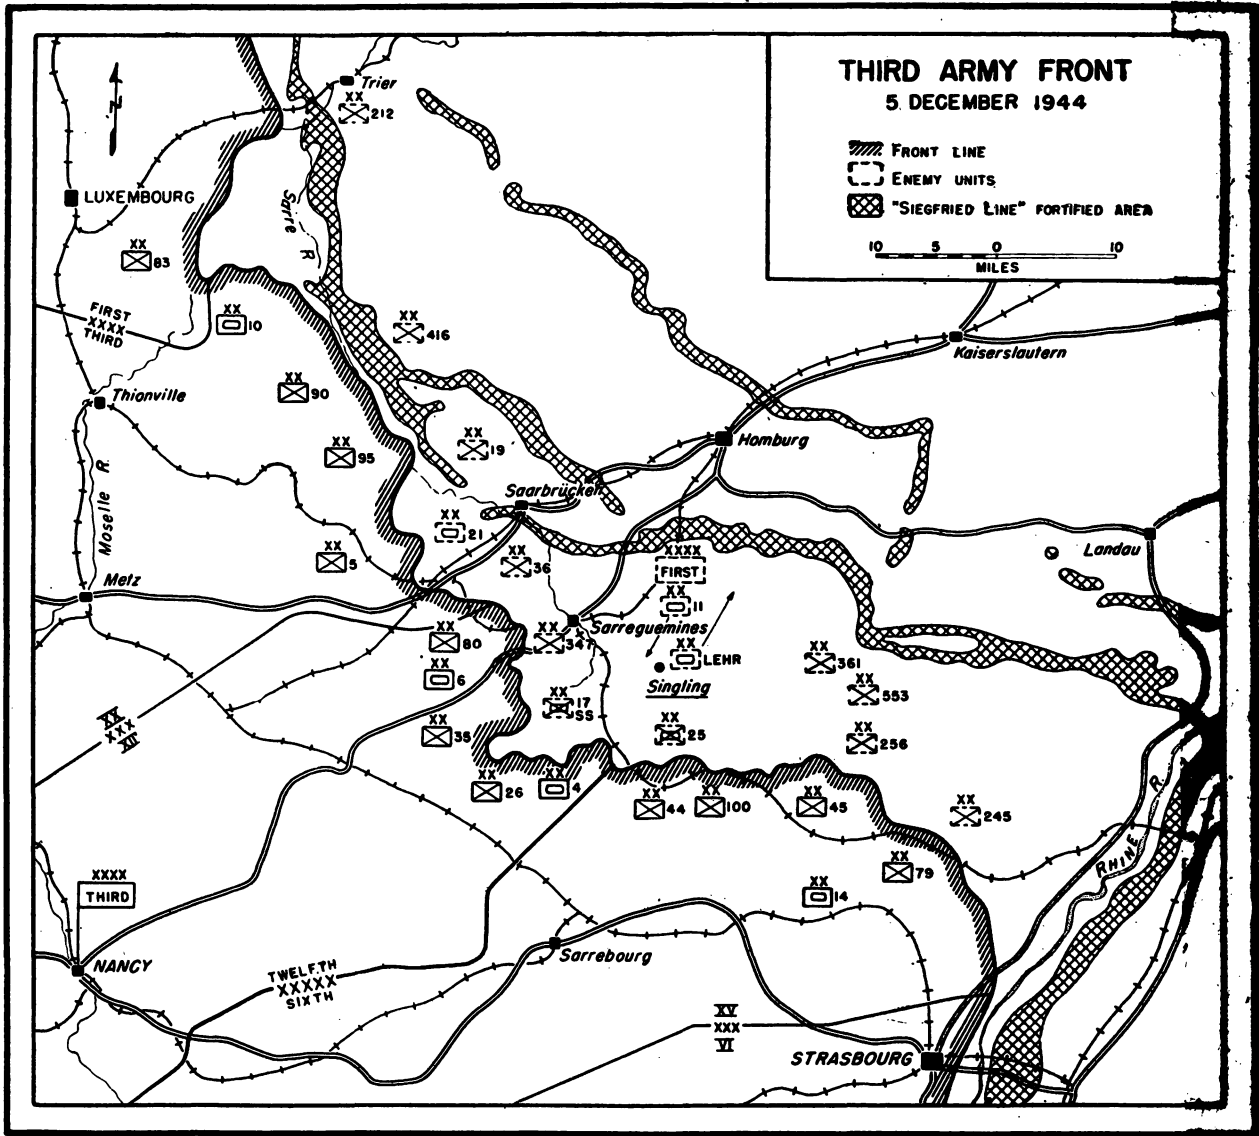 THIRD ARMY FRONT
5 DECEMBER 1944
FRONT LINE
ENEMY UNITS
"SIEGFRIED LINE" FORTIFIED AREA
10 5 0 10
MILES
Z
Trier
XX
212
LUXEMBOURG
Sarre R
XX
83
FIRST
XXXX
THIRD
XX
10
XX
416
Kaiserslautern
Thionville
XX
90
Homburg
XX
95
XX
19
Moselle R.
Saarbrücken
XX
21
XX
5
XX
36
XXXX
FIRST
Landau
Metz
XX
11
Sarreguemines
XX
80
XX
347
XX
LEHR
XX
361
XX
6
Singling
XX
553
XX
17
SS
XX
XXX
XII
XX
35
XX
25
XX
256
XX
26
XX
4
XX
44
XX
100
XX
45
XX
245
RHINE R.
XX
79
XXXX
THIRD
XX
14
NANCY
Sarrebourg
TWELFTH
XXXXX
SIXTH
XV
XXX
VI
STRASBOURG